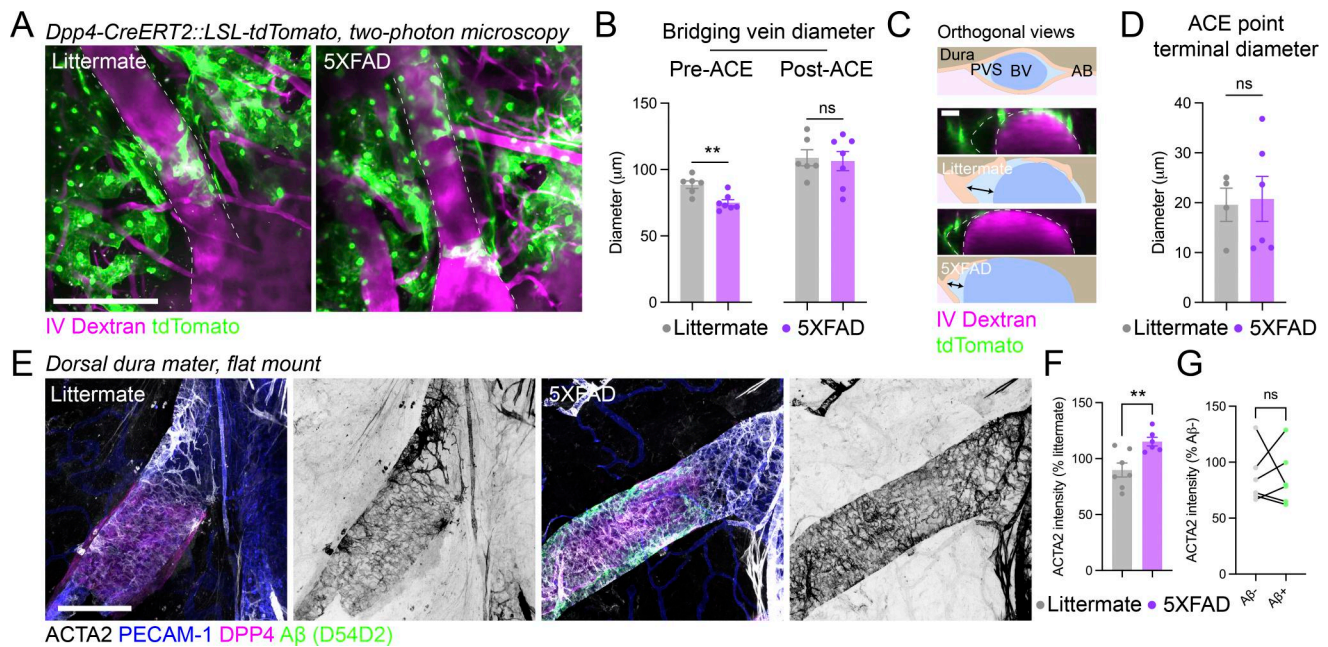 A
Dpp4-CreERT2::LSL-tdTomato, two-photon microscopy
Littermate
5XFAD
IV Dextran tdTomato
B
Bridging vein diameter
Pre-ACE
Post-ACE
Diameter (µm)
150
100
50
0
**
ns
Littermate
5XFAD
C
Orthogonal views
Dura
PVS
BV
AB
Littermate
5XFAD
IV Dextran
tdTomato
D
ACE point
terminal diameter
Diameter (µm)
40
30
20
10
0
ns
Littermate
5XFAD
E
Dorsal dura mater, flat mount
Littermate
5XFAD
ACTA2 PECAM-1 DPP4 Aβ (D54D2)
F
ACTA2 intensity (% littermate)
150
100
50
0
**
Littermate
5XFAD
G
ACTA2 intensity (% Aβ-)
150
100
50
0
ns
Aβ-
Aβ+